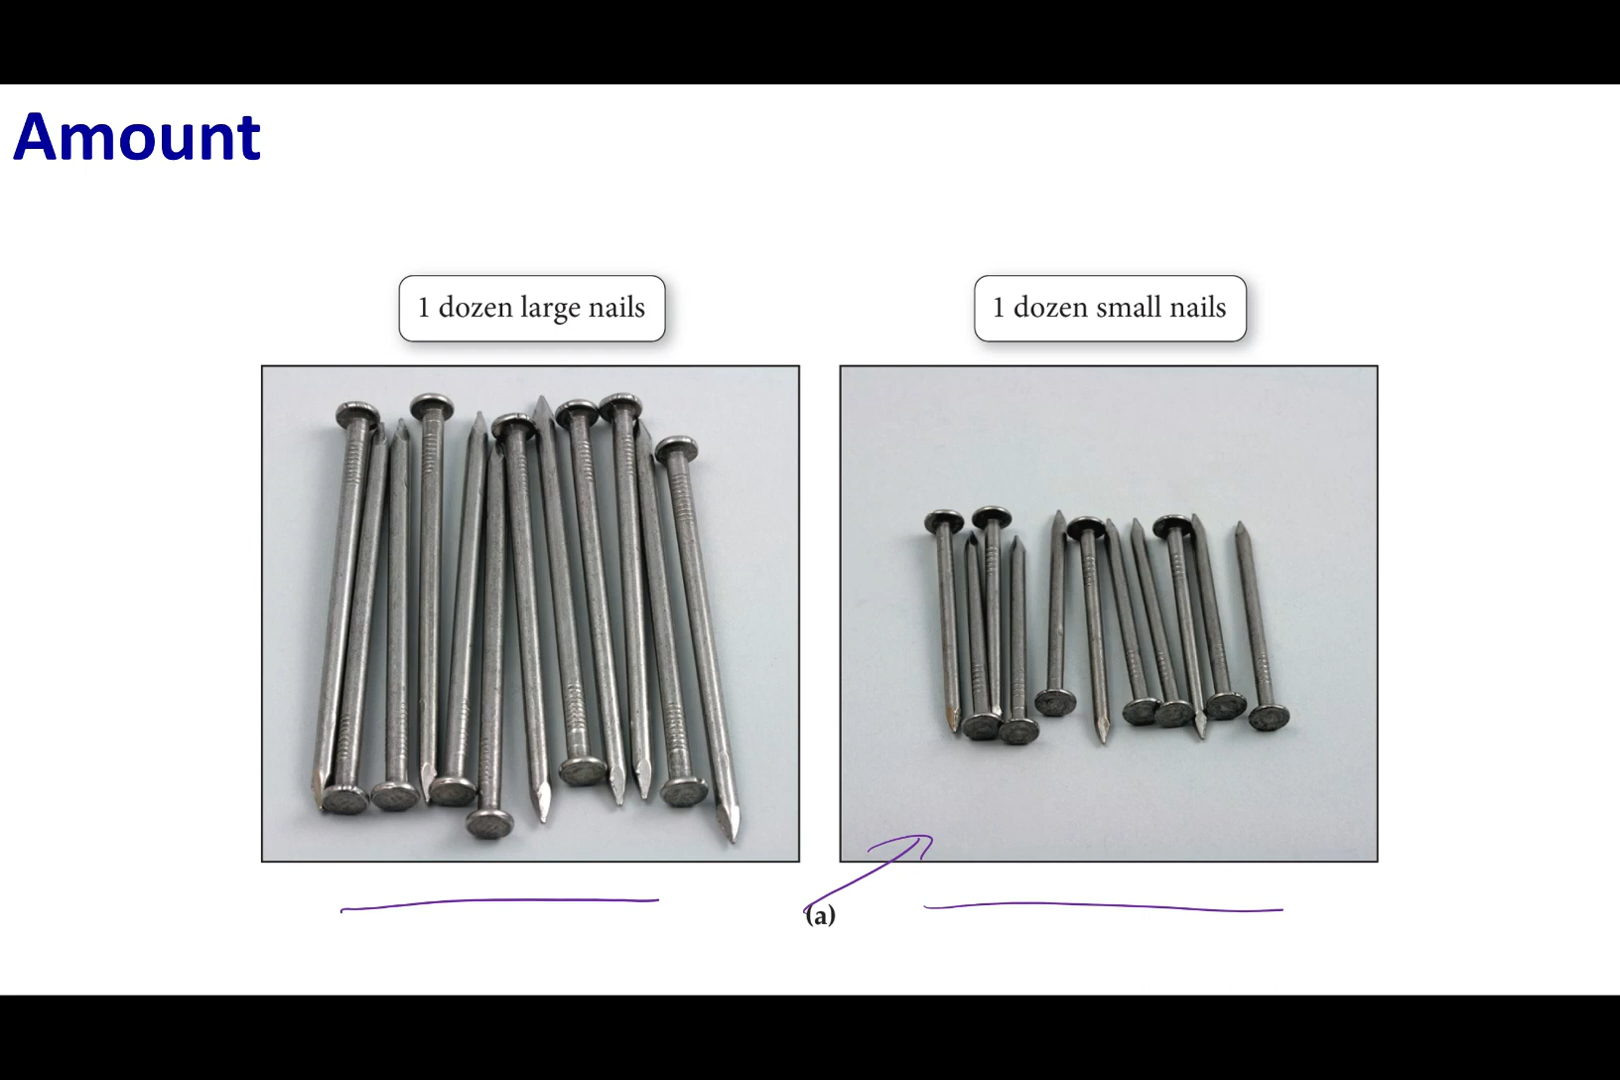 Amount
1 dozen large nails
1 dozen small nails
(a)